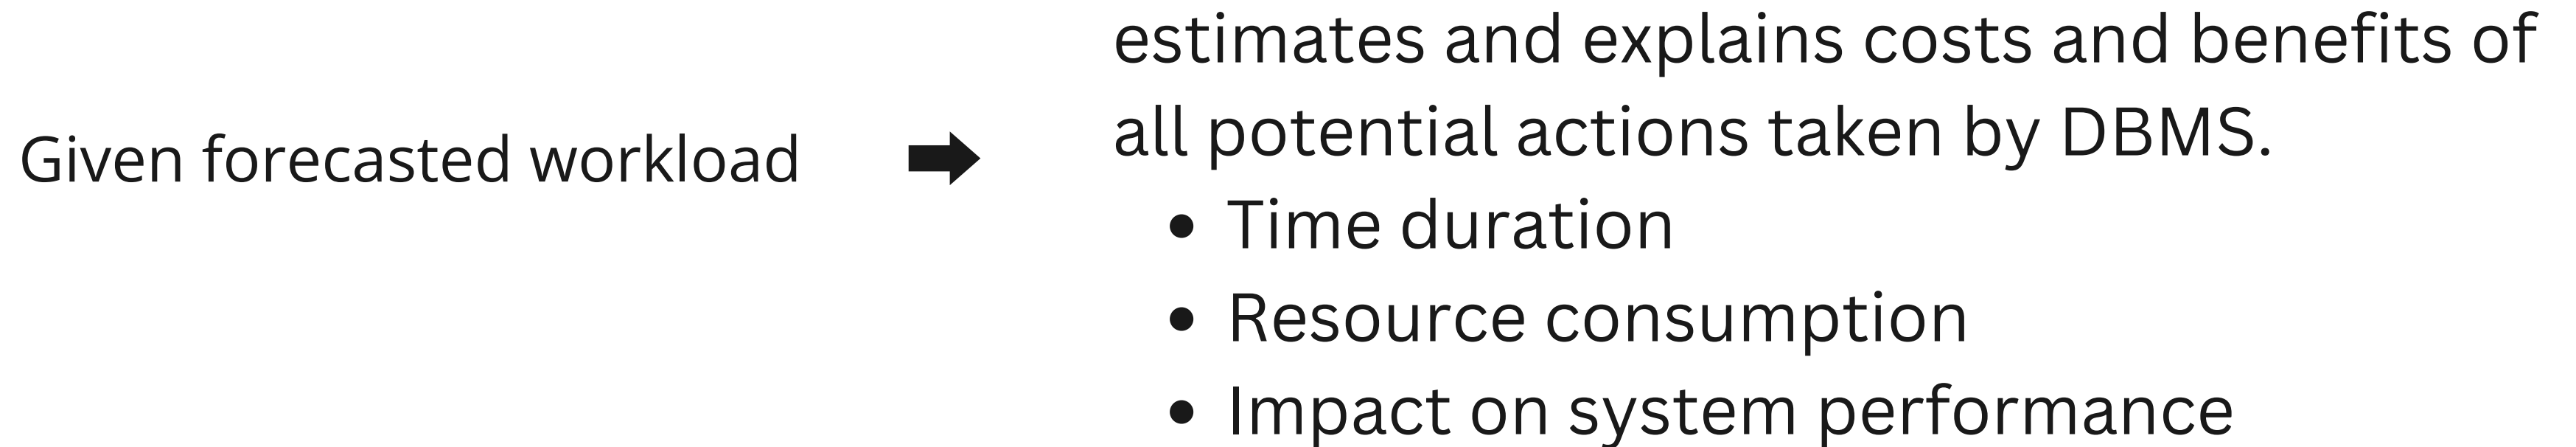 Given forecasted workload
estimates and explains costs and benefits of
all potential actions taken by DBMS.
• Time duration
• Resource consumption
• Impact on system performance